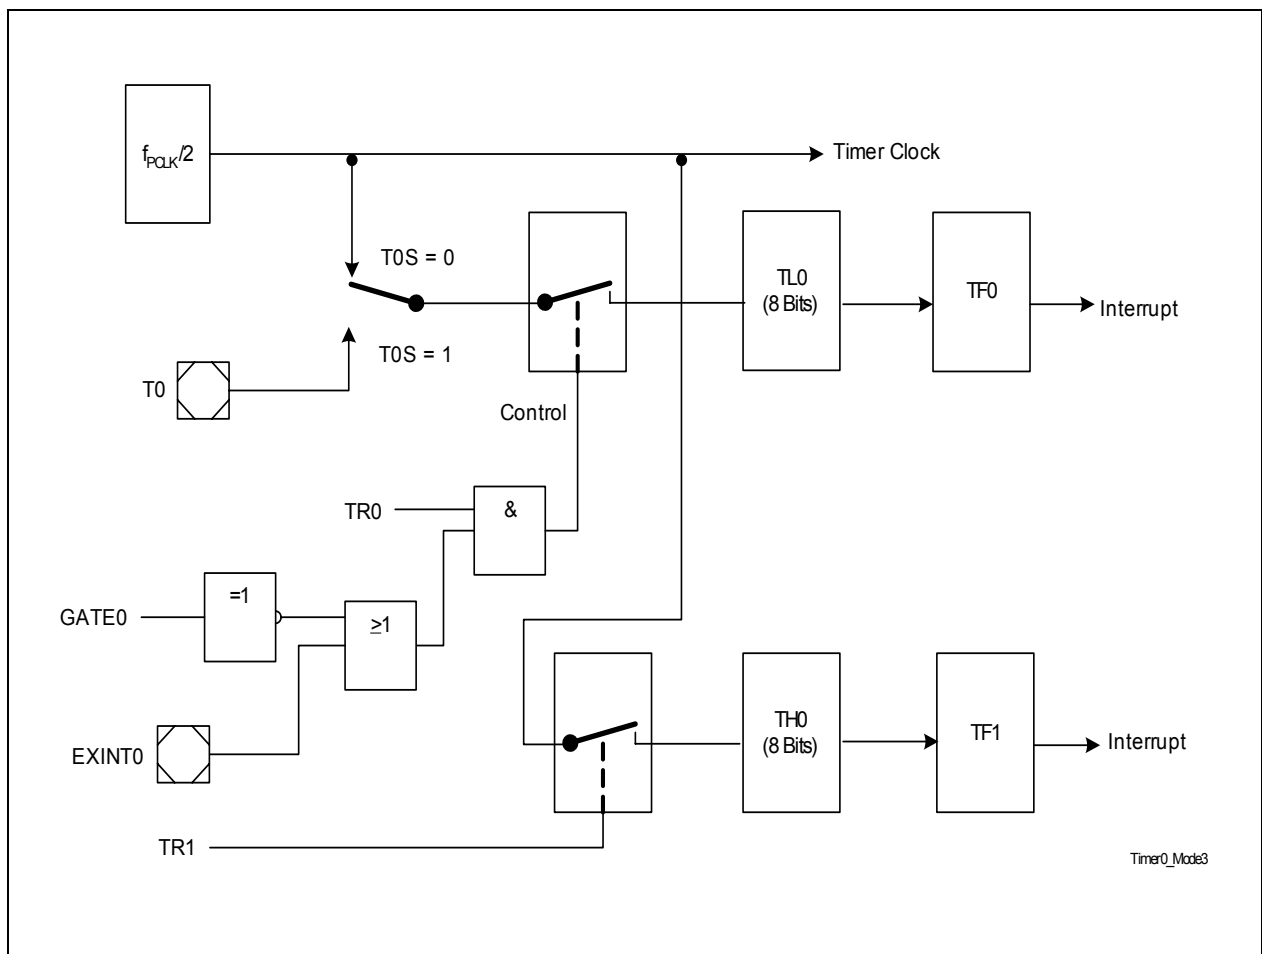 fPCLK/2
Timer Clock
T0S = 0
TL0
(8 Bits)
TF0
Interrupt
T0S = 1
T0
Control
TR0
&
=1
GATE0
≥1
TH0
(8 Bits)
TF1
Interrupt
EXINT0
TR1
Timer0_Mode3